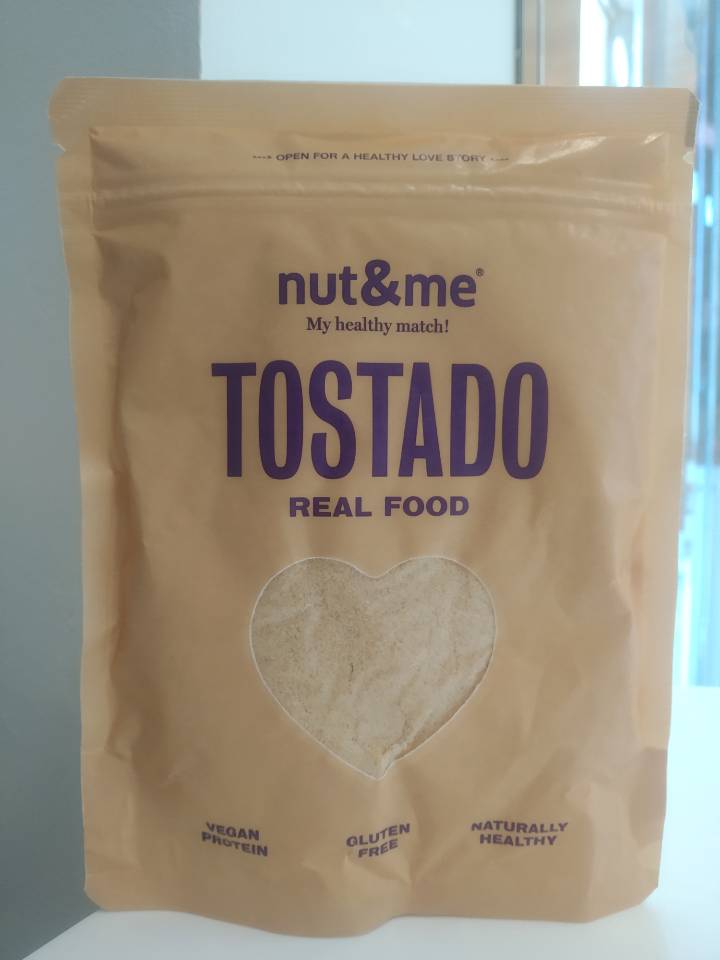 ---→ OPEN FOR A HEALTHY LOVE STORY ←---
nut&me®
My healthy match!
TOSTADO
REAL FOOD
VEGAN
PROTEIN
GLUTEN
FREE
NATURALLY
HEALTHY